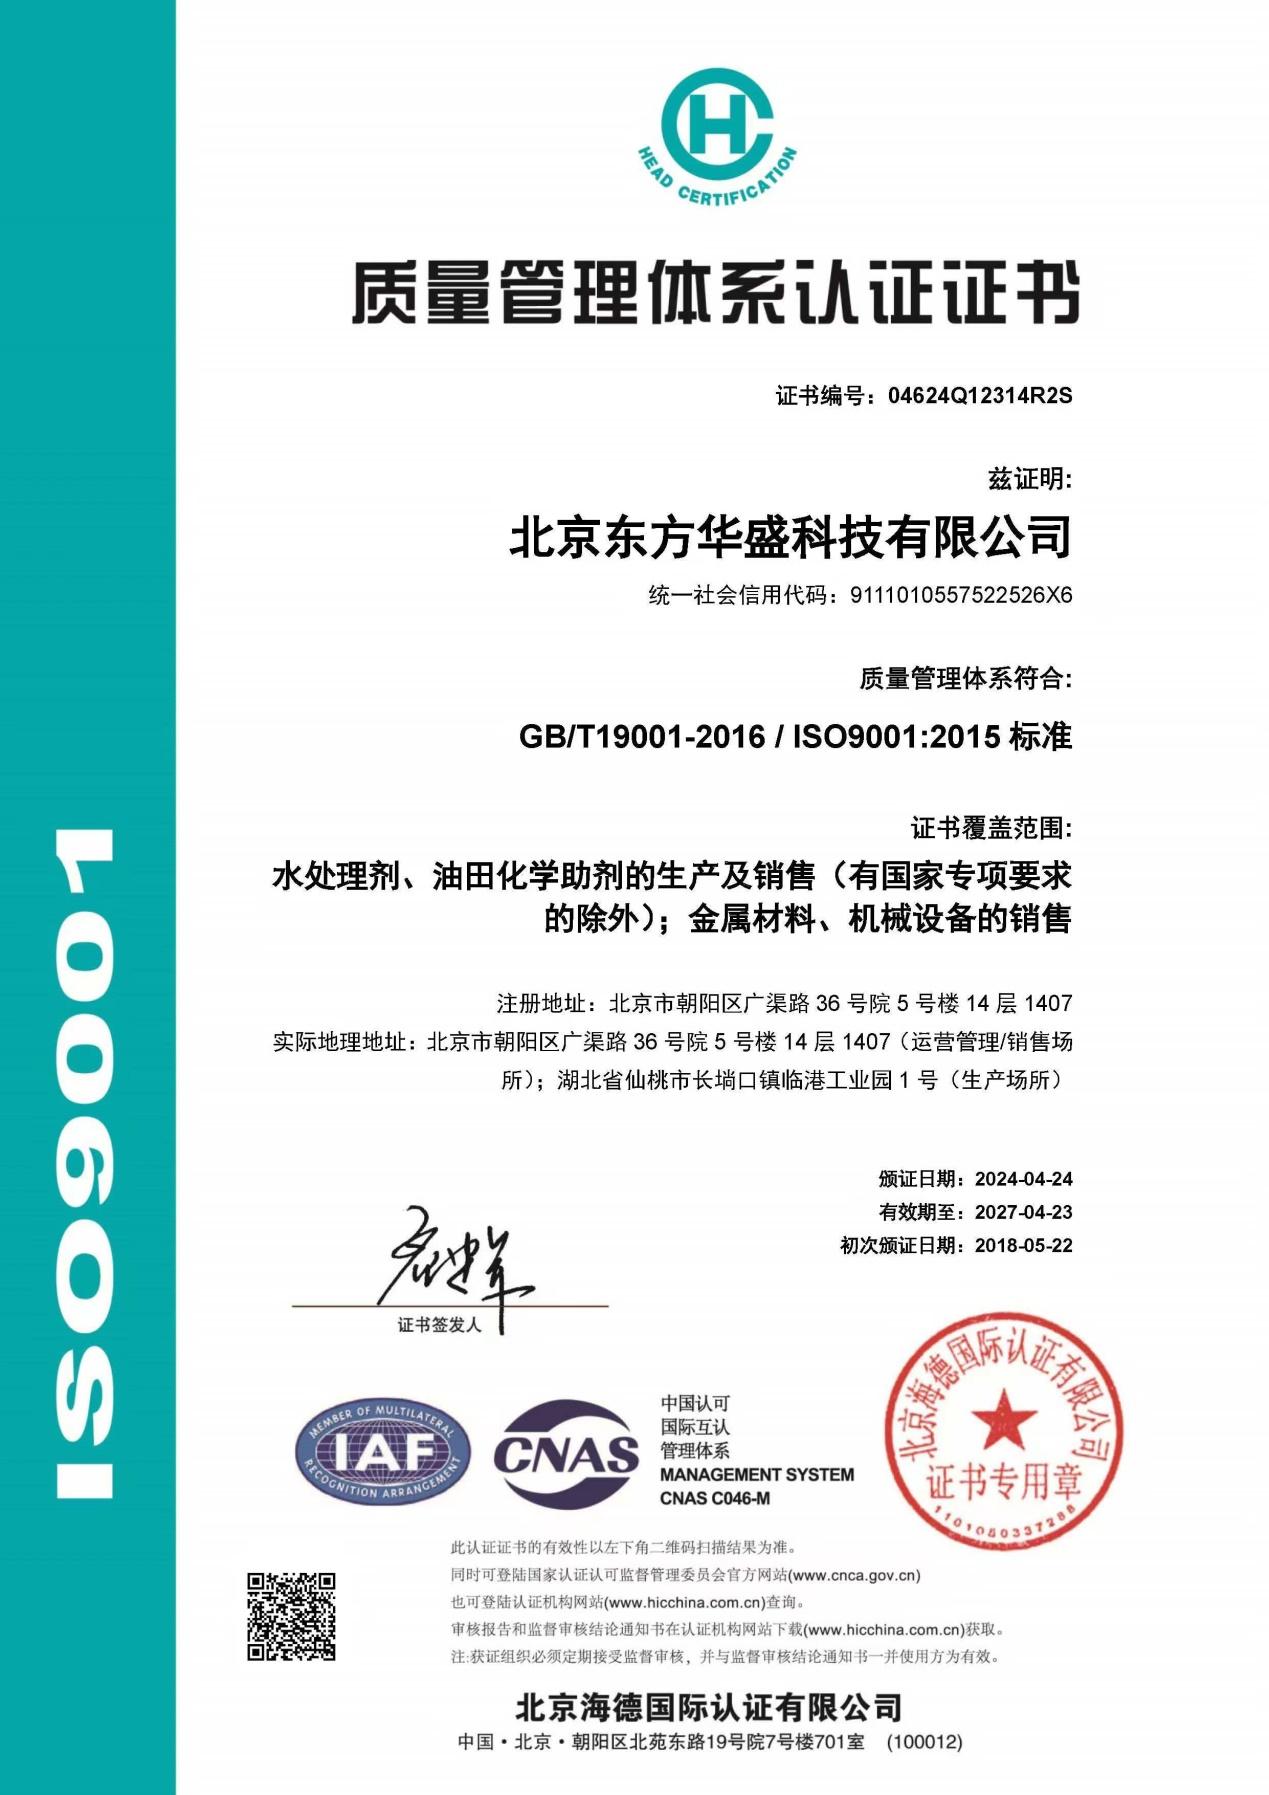 HC
HEAD CERTIFICATION
质量管理体系认证证书
证书编号：04624Q12314R2S
兹证明:
北京东方华盛科技有限公司
统一社会信用代码：9111010557522526X6
质量管理体系符合:
GB/T19001-2016 / ISO9001:2015 标准
证书覆盖范围:
水处理剂、油田化学助剂的生产及销售（有国家专项要求
的除外）；金属材料、机械设备的销售
注册地址：北京市朝阳区广渠路 36 号院 5 号楼 14 层 1407
实际地理地址：北京市朝阳区广渠路 36 号院 5 号楼 14 层 1407（运营管理/销售场
所）；湖北省仙桃市长埫口镇临港工业园 1 号（生产场所）
颁证日期：2024-04-24
有效期至：2027-04-23
初次颁证日期：2018-05-22
证书签发人
ISO9001
MEMBER OF MULTILATERAL
IAF
RECOGNITION ARRANGEMENT
CNAS
中国认可
国际互认
管理体系
MANAGEMENT SYSTEM
CNAS C046-M
北京海德国际认证有限公司
证书专用章
1101080337288
此认证证书的有效性以左下角二维码扫描结果为准。
同时可登陆国家认证认可监督管理委员会官方网站(www.cnca.gov.cn)
也可登陆认证机构网站(www.hicchina.com.cn)查询。
审核报告和监督审核结论通知书在认证机构网站下载(www.hicchina.com.cn)获取。
注:获证组织必须定期接受监督审核，并与监督审核结论通知书一并使用方为有效。
北京海德国际认证有限公司
中国·北京·朝阳区北苑东路19号院7号楼701室 (100012)